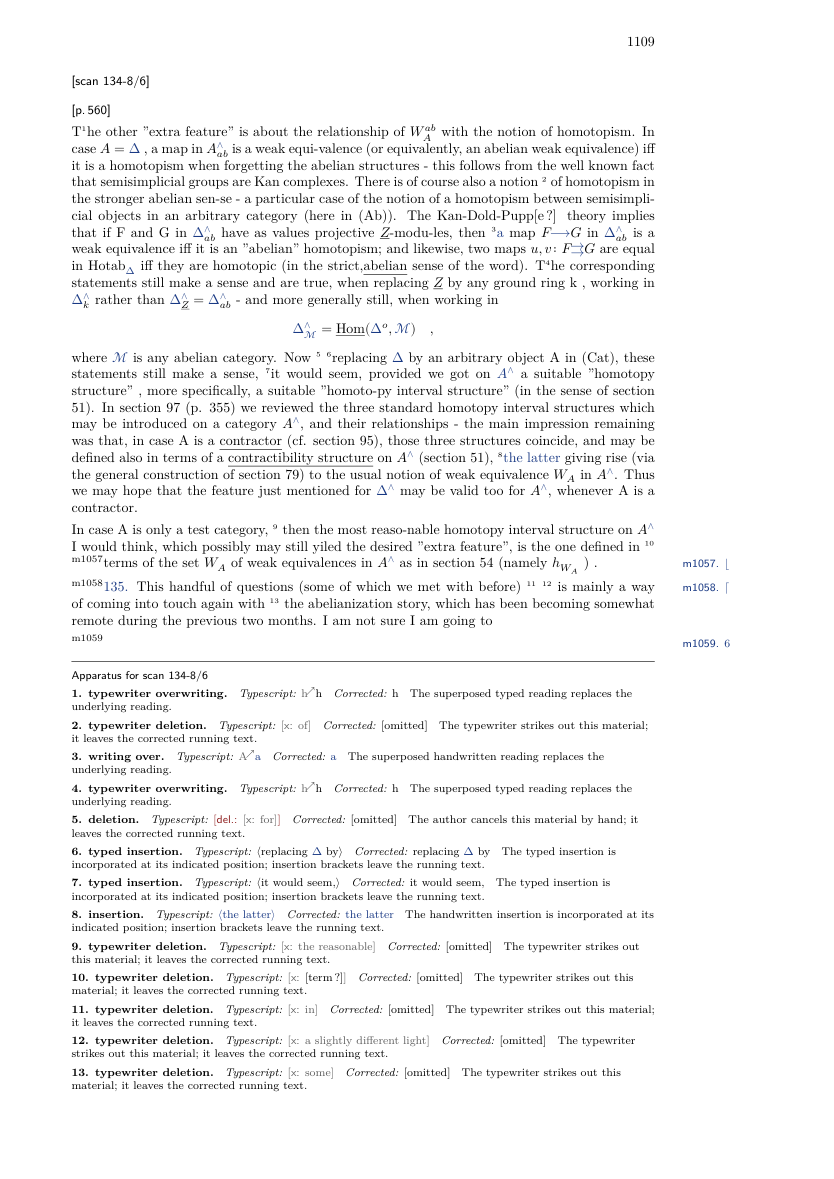 1109
[scan 134-8/6]
[p. 560]
T¹he other ”extra feature” is about the relationship of W_A^{ab} with the notion of homotopism. In
case A = Δ , a map in A^∧_{ab} is a weak equi-valence (or equivalently, an abelian weak equivalence) iff
it is a homotopism when forgetting the abelian structures - this follows from the well known fact
that semisimplicial groups are Kan complexes. There is of course also a notion ² of homotopism in
the stronger abelian sen-se - a particular case of the notion of a homotopism between semisimpli-
cial objects in an arbitrary category (here in (Ab)). The Kan-Dold-Pupp[e ?] theory implies
that if F and G in Δ^∧_{ab} have as values projective Z-modu-les, then ³a map F⟶G in Δ^∧_{ab} is a
weak equivalence iff it is an ”abelian” homotopism; and likewise, two maps u, v: F⇉G are equal
in Hotab_Δ iff they are homotopic (in the strict,abelian sense of the word). T⁴he corresponding
statements still make a sense and are true, when replacing Z by any ground ring k , working in
Δ^∧_k rather than Δ^∧_Z = Δ^∧_{ab} - and more generally still, when working in
Δ^∧_ℳ = Hom(Δ^o, ℳ) ,
where ℳ is any abelian category. Now ⁵ ⁶replacing Δ by an arbitrary object A in (Cat), these
statements still make a sense, ⁷it would seem, provided we got on A^∧ a suitable ”homotopy
structure” , more specifically, a suitable ”homoto-py interval structure” (in the sense of section
51). In section 97 (p. 355) we reviewed the three standard homotopy interval structures which
may be introduced on a category A^∧, and their relationships - the main impression remaining
was that, in case A is a contractor (cf. section 95), those three structures coincide, and may be
defined also in terms of a contractibility structure on A^∧ (section 51), ⁸the latter giving rise (via
the general construction of section 79) to the usual notion of weak equivalence W_A in A^∧. Thus
we may hope that the feature just mentioned for Δ^∧ may be valid too for A^∧, whenever A is a
contractor.
In case A is only a test category, ⁹ then the most reaso-nable homotopy interval structure on A^∧
I would think, which possibly may still yiled the desired ”extra feature”, is the one defined in ¹⁰
m1057terms of the set W_A of weak equivalences in A^∧ as in section 54 (namely h_{W_A} ) .
m1057. ⌊
m1058135. This handful of questions (some of which we met with before) ¹¹ ¹² is mainly a way
m1058. ⌈
of coming into touch again with ¹³ the abelianization story, which has been becoming somewhat
remote during the previous two months. I am not sure I am going to
m1059
m1059. 6
Apparatus for scan 134-8/6
1. typewriter overwriting. Typescript: h↗h Corrected: h The superposed typed reading replaces the
underlying reading.
2. typewriter deletion. Typescript: [x: of] Corrected: [omitted] The typewriter strikes out this material;
it leaves the corrected running text.
3. writing over. Typescript: A↗a Corrected: a The superposed handwritten reading replaces the
underlying reading.
4. typewriter overwriting. Typescript: h↗h Corrected: h The superposed typed reading replaces the
underlying reading.
5. deletion. Typescript: [del.: [x: for]] Corrected: [omitted] The author cancels this material by hand; it
leaves the corrected running text.
6. typed insertion. Typescript: ⟨replacing Δ by⟩ Corrected: replacing Δ by The typed insertion is
incorporated at its indicated position; insertion brackets leave the running text.
7. typed insertion. Typescript: ⟨it would seem,⟩ Corrected: it would seem, The typed insertion is
incorporated at its indicated position; insertion brackets leave the running text.
8. insertion. Typescript: ⟨the latter⟩ Corrected: the latter The handwritten insertion is incorporated at its
indicated position; insertion brackets leave the running text.
9. typewriter deletion. Typescript: [x: the reasonable] Corrected: [omitted] The typewriter strikes out
this material; it leaves the corrected running text.
10. typewriter deletion. Typescript: [x: [term ?]] Corrected: [omitted] The typewriter strikes out this
material; it leaves the corrected running text.
11. typewriter deletion. Typescript: [x: in] Corrected: [omitted] The typewriter strikes out this material;
it leaves the corrected running text.
12. typewriter deletion. Typescript: [x: a slightly different light] Corrected: [omitted] The typewriter
strikes out this material; it leaves the corrected running text.
13. typewriter deletion. Typescript: [x: some] Corrected: [omitted] The typewriter strikes out this
material; it leaves the corrected running text.